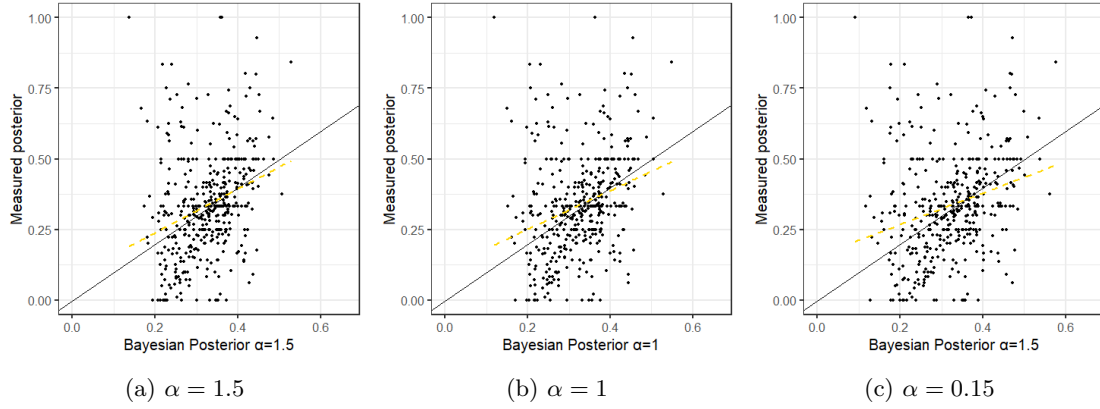 Measured posterior
1.00
0.75
0.50
0.25
0.00
0.0 0.2 0.4 0.6
Bayesian Posterior α=1.5
(a) α = 1.5
Measured posterior
1.00
0.75
0.50
0.25
0.00
0.0 0.2 0.4 0.6
Bayesian Posterior α=1
(b) α = 1
Measured posterior
1.00
0.75
0.50
0.25
0.00
0.0 0.2 0.4 0.6
Bayesian Posterior α=1.5
(c) α = 0.15